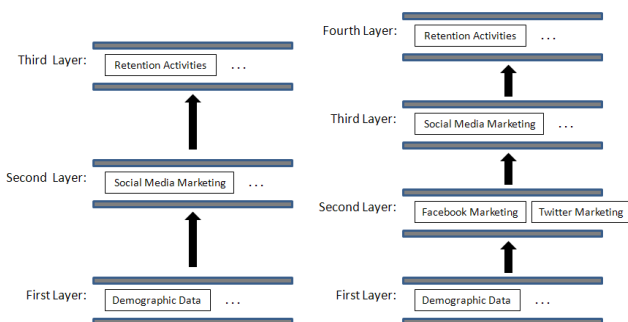 Third Layer:
Retention Activities
...
Second Layer:
Social Media Marketing
...
First Layer:
Demographic Data
...
Fourth Layer:
Retention Activities
...
Third Layer:
Social Media Marketing
...
Second Layer:
Facebook Marketing
Twitter Marketing
First Layer:
Demographic Data
...